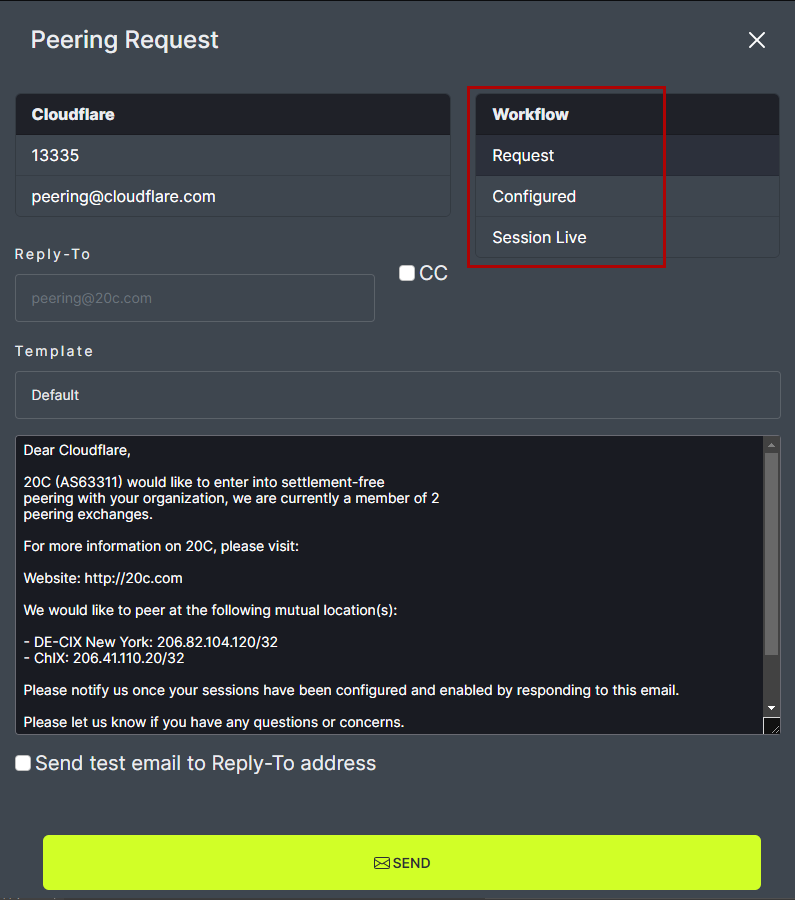 Peering Request
Cloudflare
13335
peering@cloudflare.com
Workflow
Request
Configured
Session Live
Reply-To
CC
peering@20c.com
Template
Default
Dear Cloudflare,
20C (AS63311) would like to enter into settlement-free
peering with your organization, we are currently a member of 2
peering exchanges.
For more information on 20C, please visit:
Website: http://20c.com
We would like to peer at the following mutual location(s):
- DE-CIX New York: 206.82.104.120/32
- ChIX: 206.41.110.20/32
Please notify us once your sessions have been configured and enabled by responding to this email.
Please let us know if you have any questions or concerns.
Send test email to Reply-To address
SEND